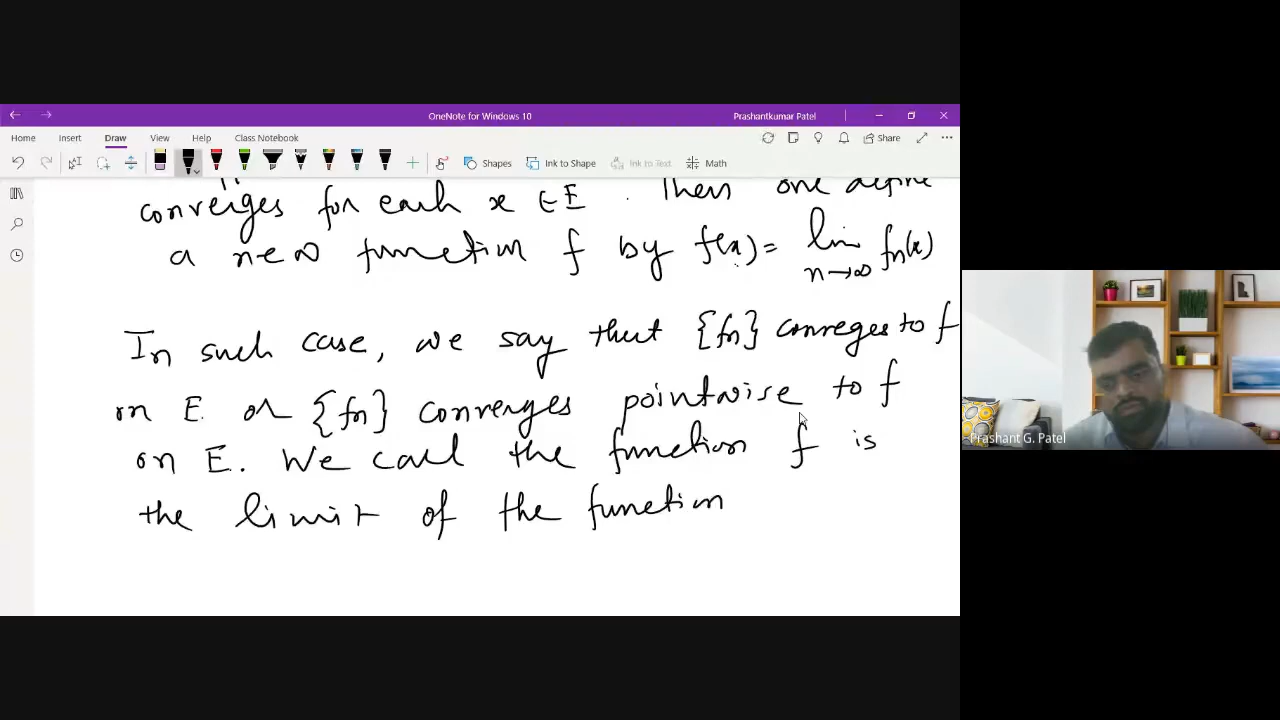 OneNote for Windows 10
Prashantkumar Patel
Home Insert Draw View Help Class Notebook
Share
Shapes Ink to Shape Ink to Text Math
converges for each x ∈ E. Then one define
a new function f by f(x) = lim n→∞ fn(x)
In such case, we say that {fn} conreges to f
on E or {fn} converges pointwise to f
on E. We call the function f is
the limit of the function
Prashant G. Patel